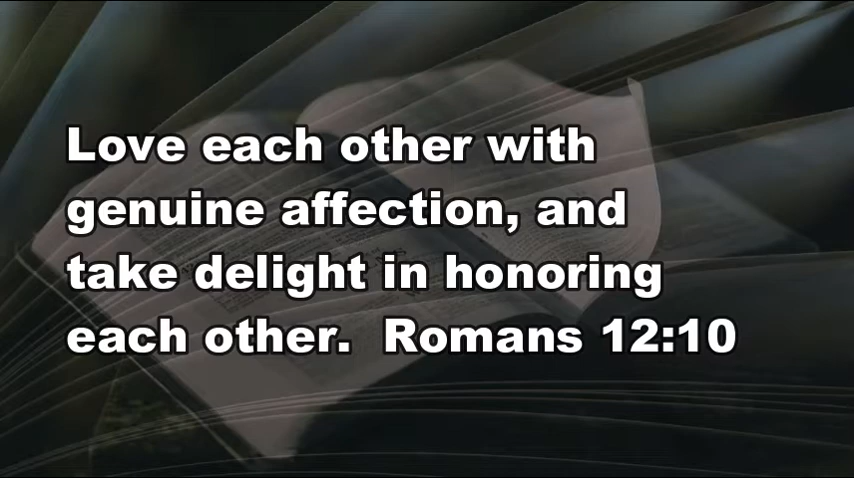 Love each other with
genuine affection, and
take delight in honoring
each other.  Romans 12:10